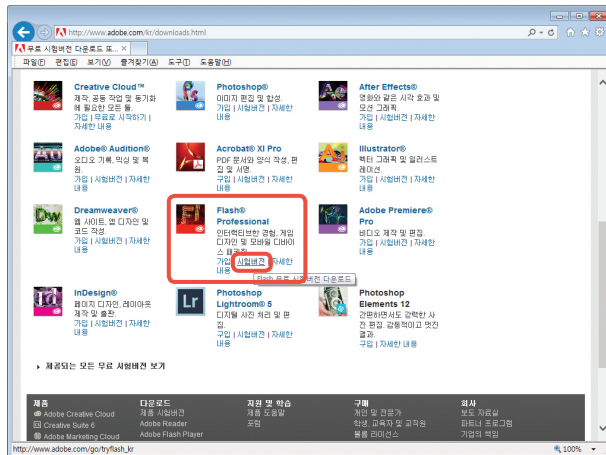 http://www.adobe.com/kr/downloads.html
무료 시험버전 다운로드 또...
파일(F) 편집(E) 보기(V) 즐겨찾기(A) 도구(T) 도움말(H)
Creative Cloud™
제작, 공동 작업 및 동기화
에 필요한 모든 툴.
가입 | 무료로 시작하기 |
자세한 내용
Photoshop®
이미지 편집 및 합성.
가입 | 시험버전 | 자세한
내용
After Effects®
영화와 같은 시각 효과 및
모션 그래픽.
가입 | 시험버전 | 자세한
내용
Adobe® Audition®
오디오 기록, 믹싱 및 복
원.
가입 | 시험버전 | 자세한
내용
Acrobat® XI Pro
PDF 문서와 양식 작성, 편
집 및 서명.
구입 | 시험버전 | 자세한
내용
Illustrator®
벡터 그래픽 및 일러스트
레이션.
가입 | 시험버전 | 자세한
내용
Dreamweaver®
웹 사이트, 앱 디자인 및
코드 작성.
가입 | 시험버전 | 자세한
내용
Flash®
Professional
인터랙티브한 경험, 게임
디자인 및 모바일 디바이
스 패키징.
가입 | 시험버전 | 자세한
내용
Flash 무료 시험버전 다운로드
Adobe Premiere®
Pro
비디오 제작 및 편집.
가입 | 시험버전 | 자세한
내용
InDesign®
페이지 디자인, 레이아웃
제작 및 출판.
가입 | 시험버전 | 자세한
내용
Photoshop
Lightroom® 5
디지털 사진 처리 및 편
집.
구입 | 시험버전 | 자세한
내용
Photoshop
Elements 12
간편하면서도 강력한 사
진 편집. 감동적이고 멋진
결과.
구입 | 자세한 내용
제공되는 모든 무료 시험버전 보기
제품
Adobe Creative Cloud
Creative Suite 6
Adobe Marketing Cloud
다운로드
제품 시험버전
Adobe Reader
Adobe Flash Player
지원 및 학습
제품 도움말
포럼
구매
개인 및 전문가
학생, 교육자 및 교직원
볼륨 라이선스
회사
보도 자료실
파트너 프로그램
기업의 책임
http://www.adobe.com/go/tryflash_kr
100%